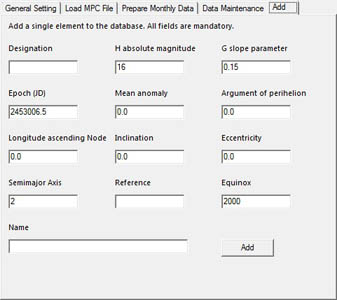 General Setting Load MPC File Prepare Monthly Data Data Maintenance Add
Add a single element to the database. All fields are mandatory.
Designation H absolute magnitude G slope parameter
16 0.15
Epoch (JD) Mean anomaly Argument of perihelion
2453006.5 0.0 0.0
Longitude ascending Node Inclination Eccentricity
0.0 0.0 0.0
Semimajor Axis Reference Equinox
2 2000
Name
Add